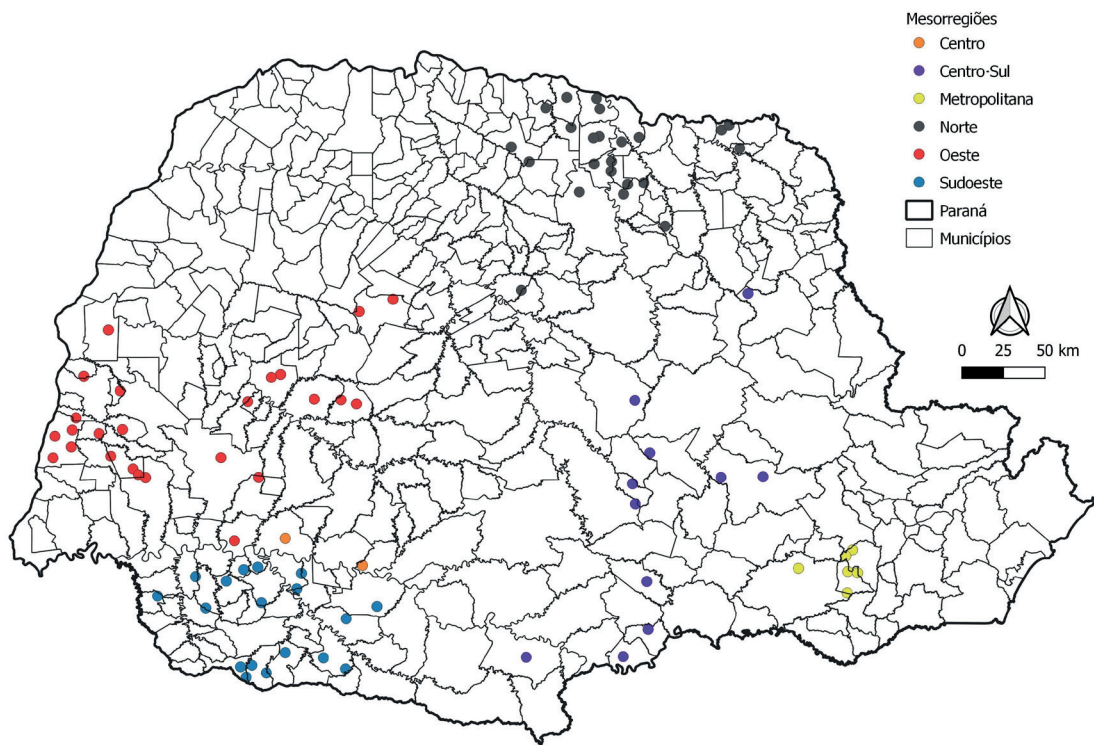 Mesorregiões
Centro
Centro-Sul
Metropolitana
Norte
Oeste
Sudoeste
Paraná
Municípios
0 25 50 km